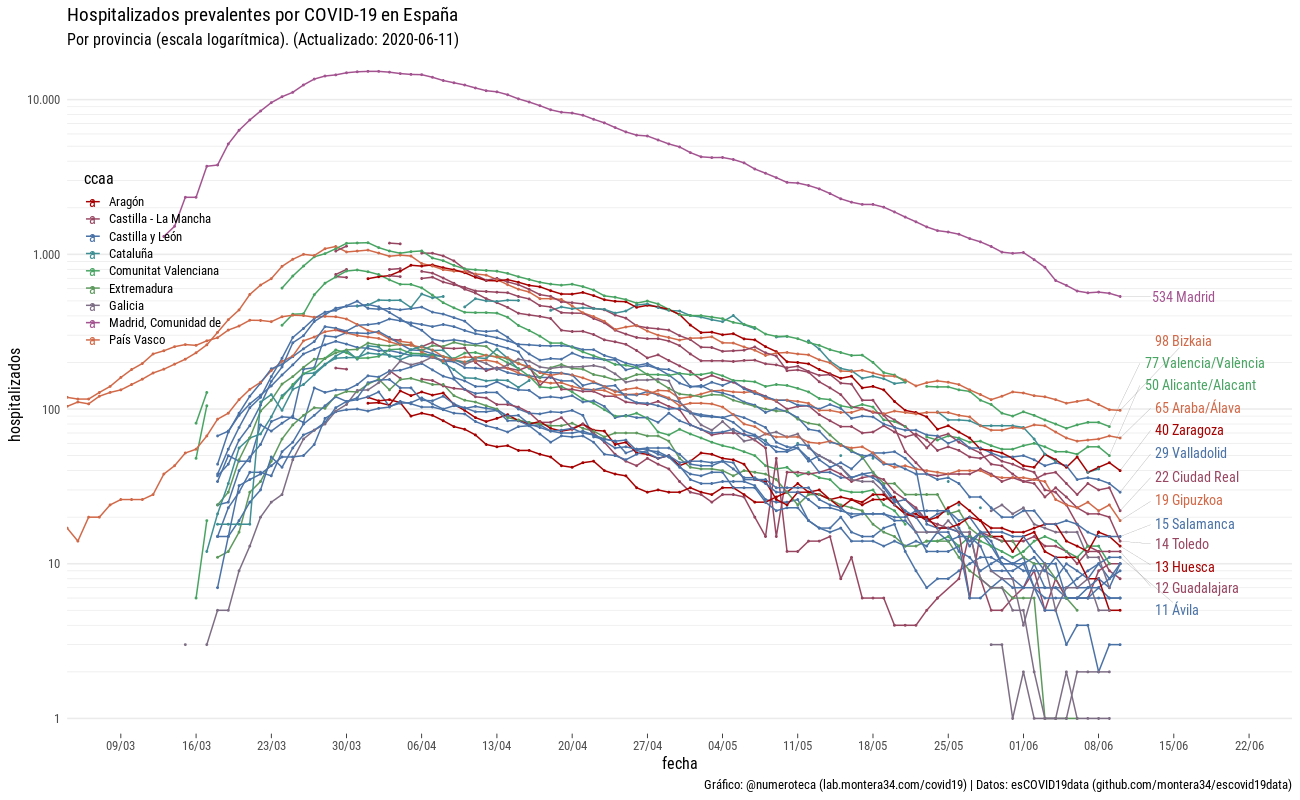 Hospitalizados prevalentes por COVID-19 en España
Por provincia (escala logarítmica). (Actualizado: 2020-06-11)
hospitalizados
10.000
1.000
100
10
1
ccaa
Aragón
Castilla - La Mancha
Castilla y León
Cataluña
Comunitat Valenciana
Extremadura
Galicia
Madrid, Comunidad de
País Vasco
534 Madrid
98 Bizkaia
77 Valencia/València
50 Alicante/Alacant
65 Araba/Álava
40 Zaragoza
29 Valladolid
22 Ciudad Real
19 Gipuzkoa
15 Salamanca
14 Toledo
13 Huesca
12 Guadalajara
11 Ávila
09/03 16/03 23/03 30/03 06/04 13/04 20/04 27/04 04/05 11/05 18/05 25/05 01/06 08/06 15/06 22/06
fecha
Gráfico: @numeroteca (lab.montera34.com/covid19) | Datos: esCOVID19data (github.com/montera34/escovid19data)